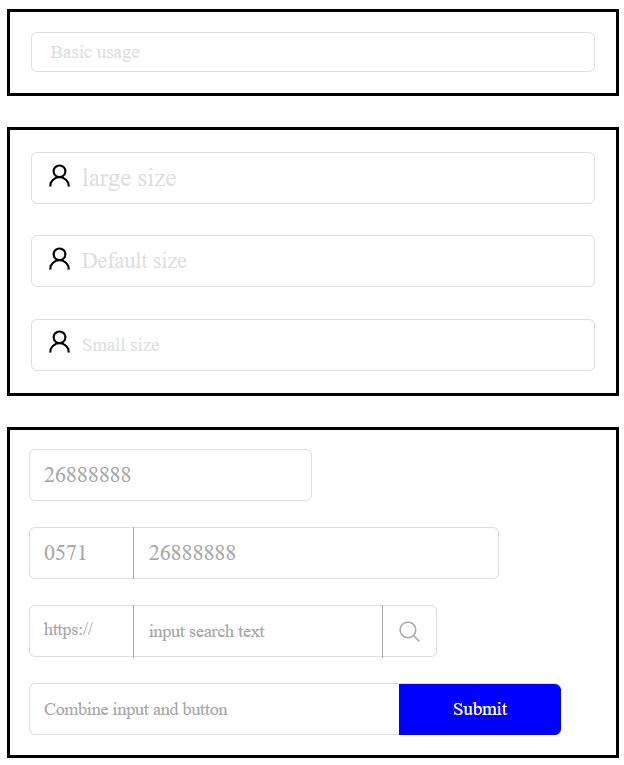 Basic usage
large size
Default size
Small size
26888888
0571 26888888
https:// input search text
Combine input and button Submit